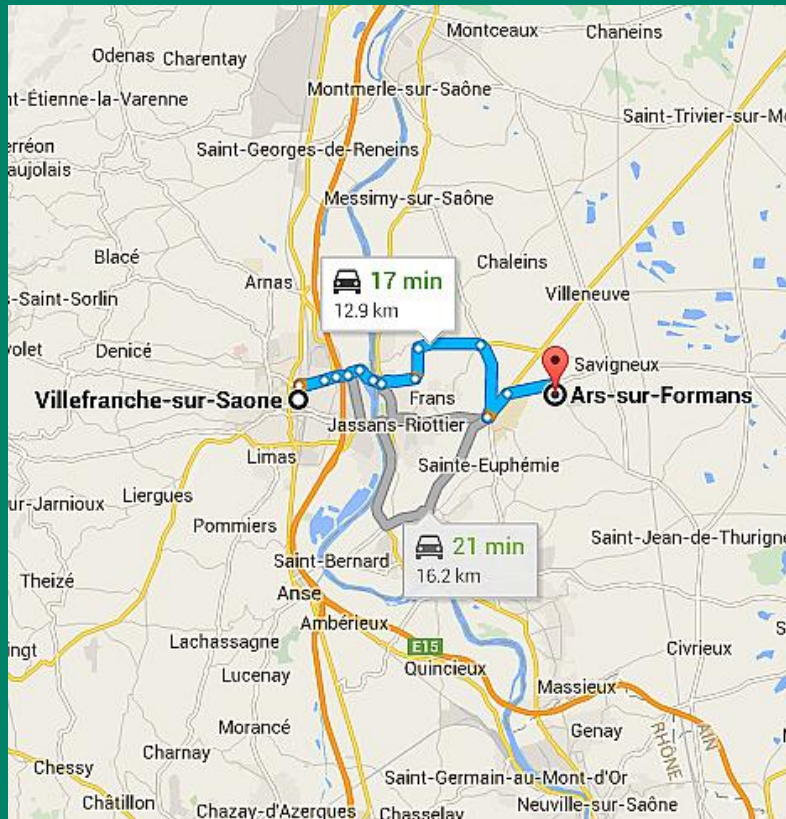 Montceaux
Chaneins
Odenas
Charentay
Montmerle-sur-Saône
nt-Étienne-la-Varenne
Saint-Trivier-sur-Mo
erréon
aujolais
Saint-Georges-de-Reneins
Messimy-sur-Saône
Blacé
Chaleins
17 min
12.9 km
Arnas
Villeneuve
s-Saint-Sorlin
volet
Denicé
Savigneux
Villefranche-sur-Saone
Frans
Ars-sur-Formans
Jassans-Riottier
Limas
Sainte-Euphémie
Liergues
ur-Jarnioux
Pommiers
21 min
16.2 km
Saint-Jean-de-Thurigne
Saint-Bernard
Theizé
Anse
Ambérieux
Lachassagne
E15
Quincieux
Civrieux
S
ingt
Lucenay
Massieux
Morancé
Genay
RHÔNE
AIN
Charnay
Chessy
Saint-Germain-au-Mont-d'Or
Châtillon
Chazay-d'Azergues
Chasselay
Neuville-sur-Saône